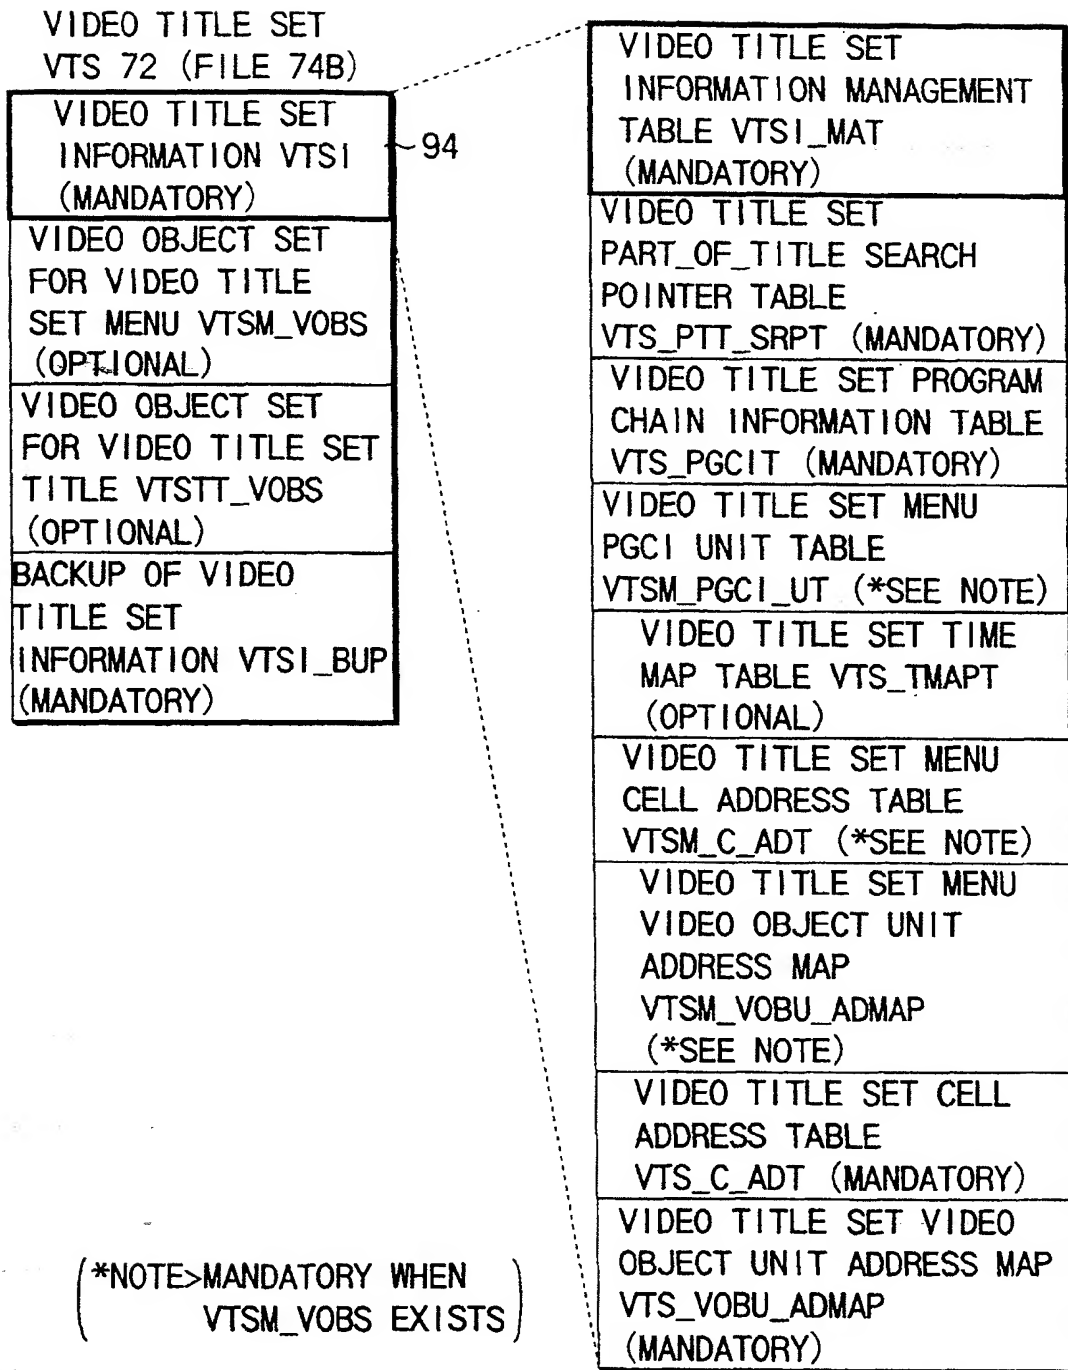 VIDEO TITLE SET
VTS 72 (FILE 74B)
VIDEO TITLE SET
INFORMATION VTSI
(MANDATORY)
94
VIDEO OBJECT SET
FOR VIDEO TITLE
SET MENU VTSM_VOBS
(OPTIONAL)
VIDEO OBJECT SET
FOR VIDEO TITLE SET
TITLE VTSTT_VOBS
(OPTIONAL)
BACKUP OF VIDEO
TITLE SET
INFORMATION VTSI_BUP
(MANDATORY)
(*NOTE>MANDATORY WHEN
VTSM_VOBS EXISTS)
VIDEO TITLE SET
INFORMATION MANAGEMENT
TABLE VTSI_MAT
(MANDATORY)
VIDEO TITLE SET
PART_OF_TITLE SEARCH
POINTER TABLE
VTS_PTT_SRPT (MANDATORY)
VIDEO TITLE SET PROGRAM
CHAIN INFORMATION TABLE
VTS_PGCIT (MANDATORY)
VIDEO TITLE SET MENU
PGCI UNIT TABLE
VTSM_PGCI_UT (*SEE NOTE)
VIDEO TITLE SET TIME
MAP TABLE VTS_TMAPT
(OPTIONAL)
VIDEO TITLE SET MENU
CELL ADDRESS TABLE
VTSM_C_ADT (*SEE NOTE)
VIDEO TITLE SET MENU
VIDEO OBJECT UNIT
ADDRESS MAP
VTSM_VOBU_ADMAP
(*SEE NOTE)
VIDEO TITLE SET CELL
ADDRESS TABLE
VTS_C_ADT (MANDATORY)
VIDEO TITLE SET VIDEO
OBJECT UNIT ADDRESS MAP
VTS_VOBU_ADMAP
(MANDATORY)